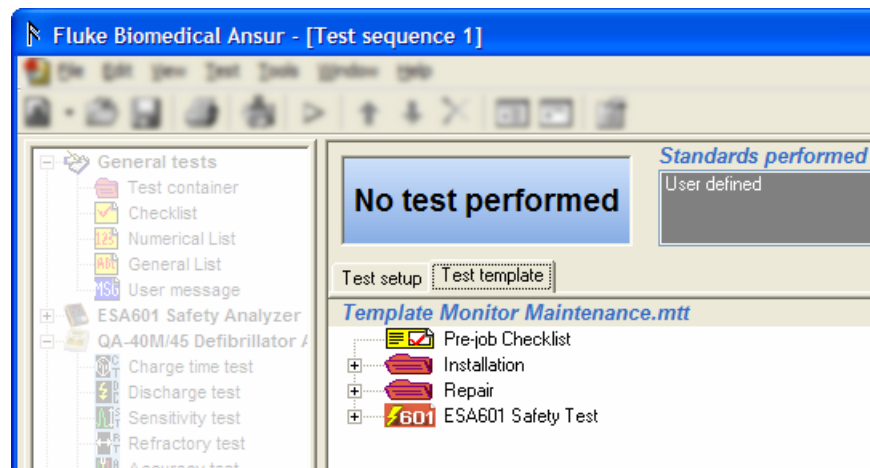 Fluke Biomedical Ansur - [Test sequence 1]
File Edit View Test Tools Window Help
General tests
Test container
Checklist
Numerical List
General List
User message
ESA601 Safety Analyzer
QA-40M/45 Defibrillator
Charge time test
Discharge test
Sensitivity test
Refractory test
Accuracy test
No test performed
Standards performed
User defined
Test setup
Test template
Template Monitor Maintenance.mtt
Pre-job Checklist
Installation
Repair
601 ESA601 Safety Test